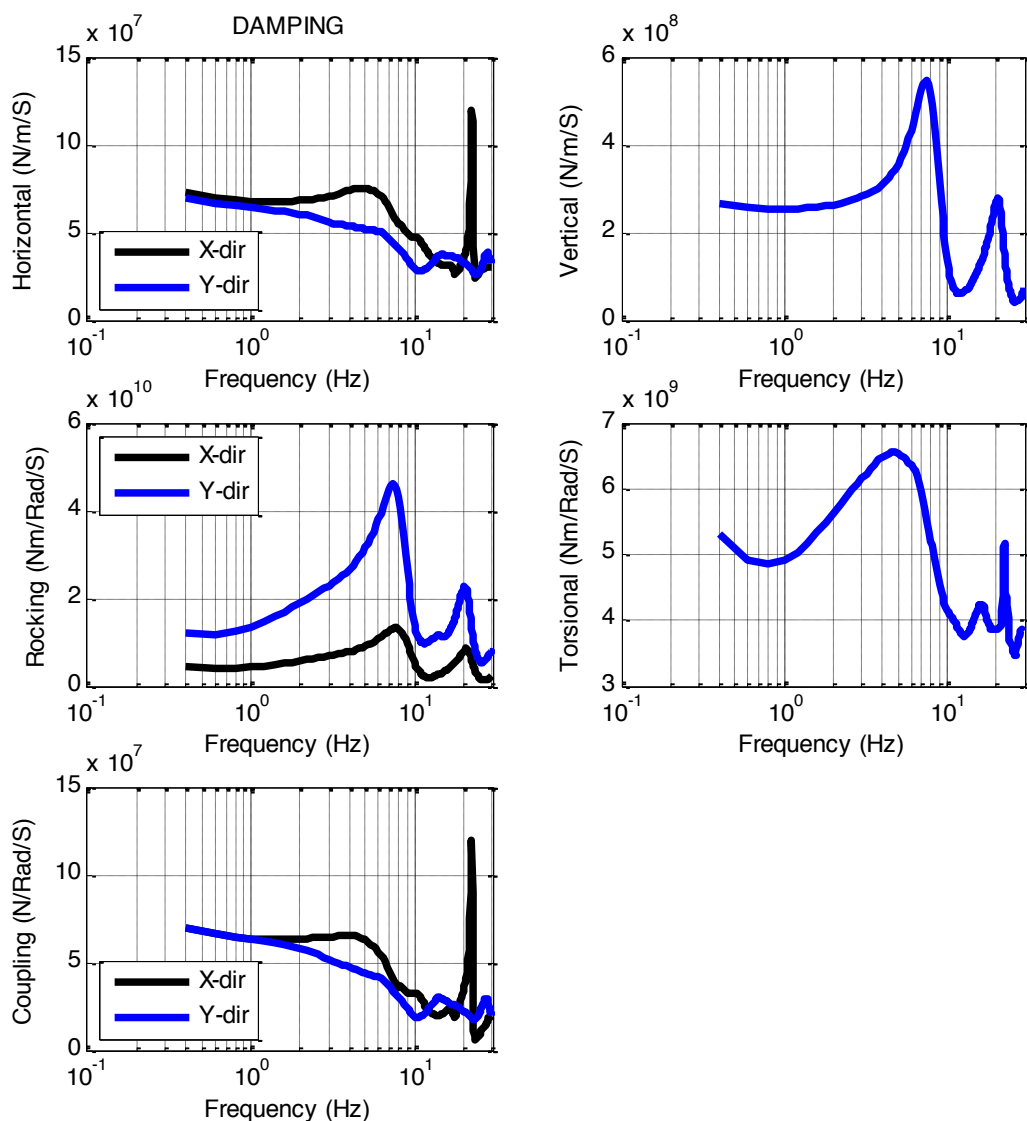 DAMPING
x 10^7
15
10
5
0
10^-1
10^0
10^1
Horizontal (N/m/S)
Frequency (Hz)
X-dir
Y-dir
x 10^8
6
4
2
0
10^-1
10^0
10^1
Vertical (N/m/S)
Frequency (Hz)
x 10^10
6
4
2
0
10^-1
10^0
10^1
Rocking (Nm/Rad/S)
Frequency (Hz)
X-dir
Y-dir
x 10^9
7
6
5
4
3
10^-1
10^0
10^1
Torsional (Nm/Rad/S)
Frequency (Hz)
x 10^7
15
10
5
0
10^-1
10^0
10^1
Coupling (N/Rad/S)
Frequency (Hz)
X-dir
Y-dir